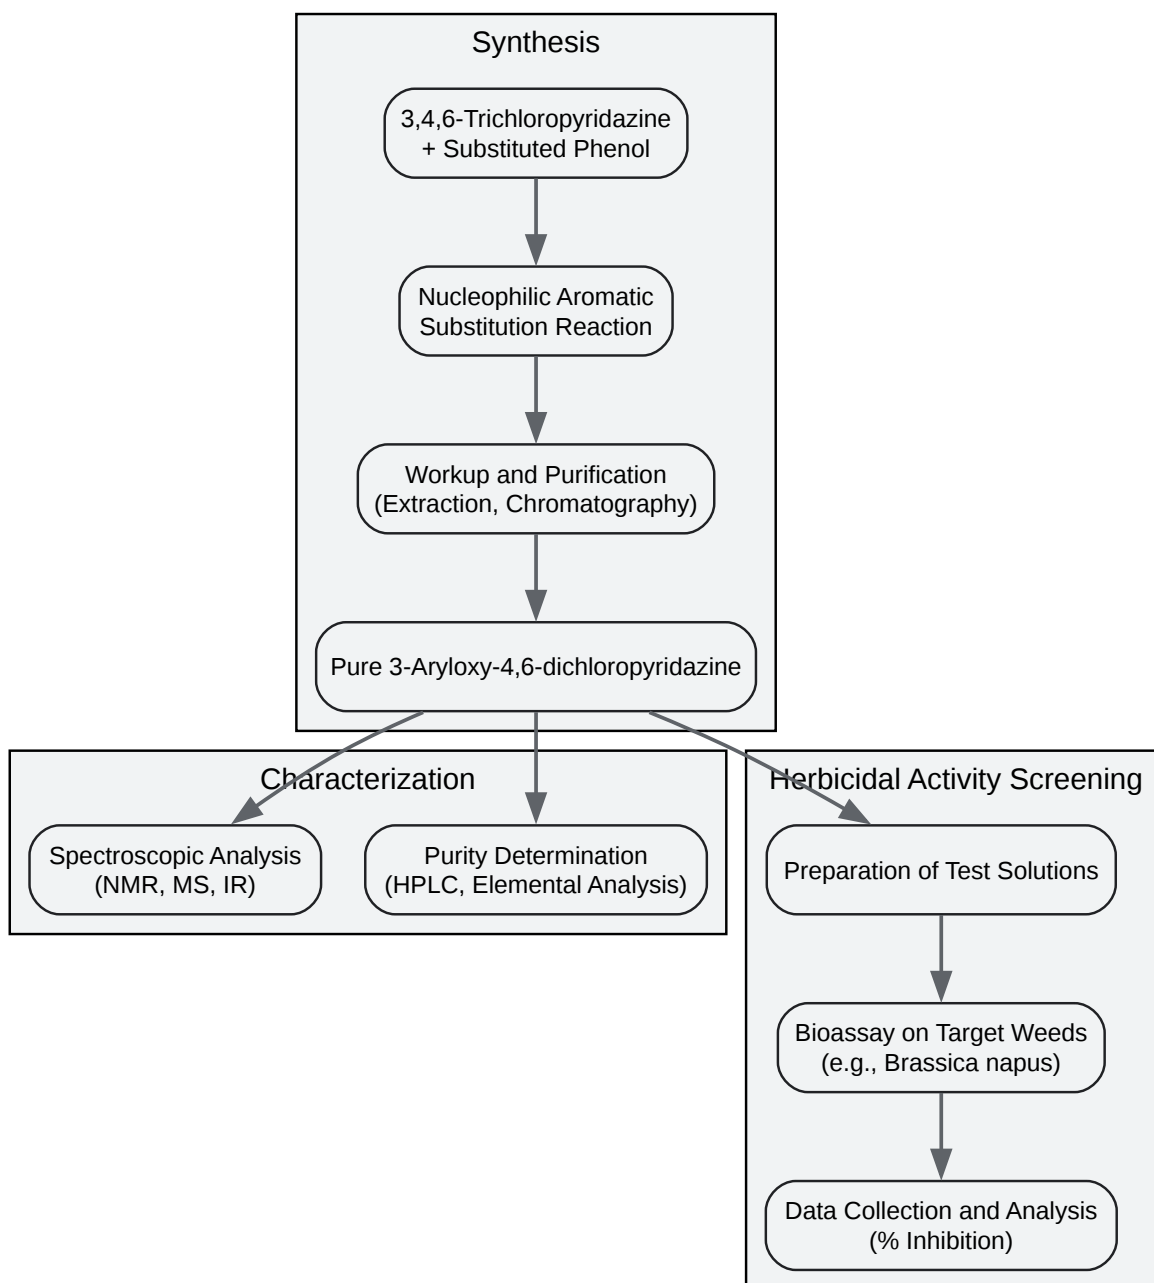 Synthesis
3,4,6-Trichloropyridazine
+ Substituted Phenol
Nucleophilic Aromatic
Substitution Reaction
Workup and Purification
(Extraction, Chromatography)
Pure 3-Aryloxy-4,6-dichloropyridazine
Characterization
Spectroscopic Analysis
(NMR, MS, IR)
Purity Determination
(HPLC, Elemental Analysis)
Herbicidal Activity Screening
Preparation of Test Solutions
Bioassay on Target Weeds
(e.g., Brassica napus)
Data Collection and Analysis
(% Inhibition)